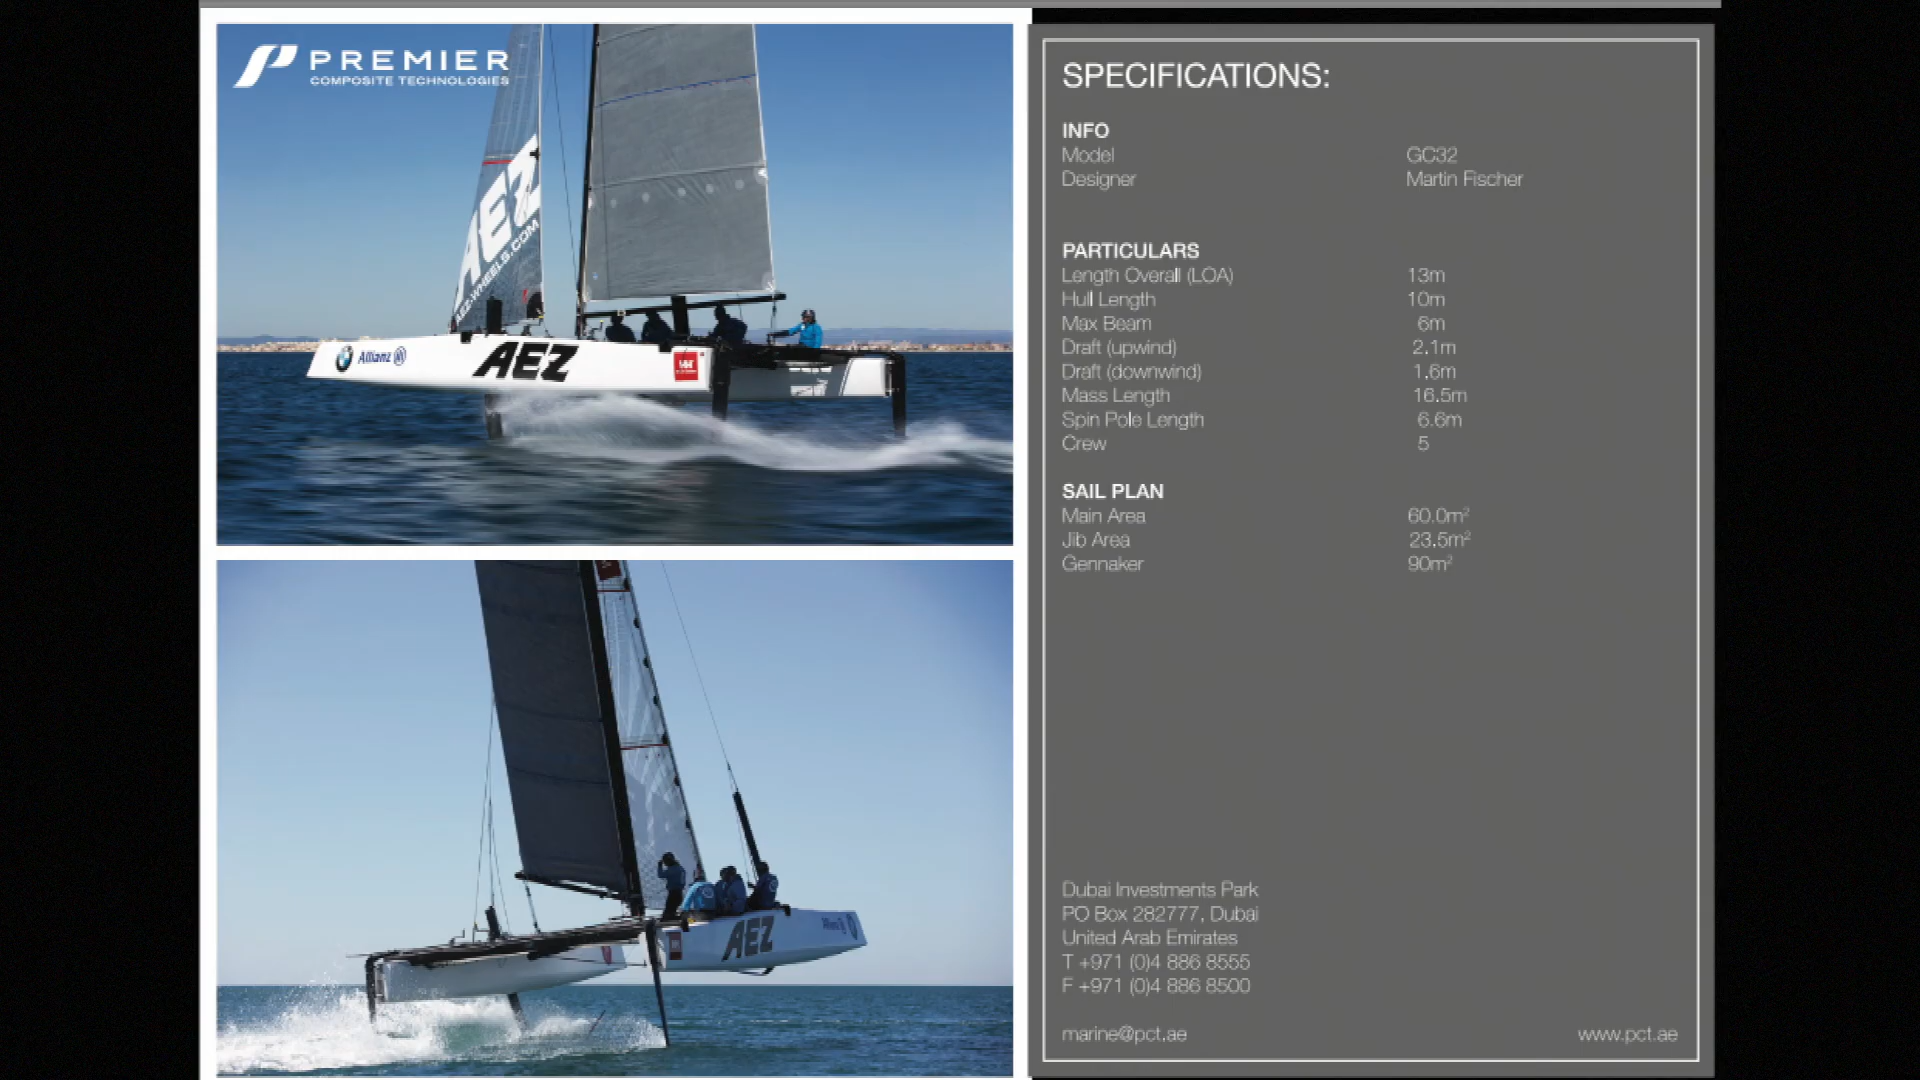 PREMIER
COMPOSITE TECHNOLOGIES
AEZ
AEZ-WHEELS.COM
Allianz
AEZ
AEZ
Allianz
SPECIFICATIONS:
INFO
Model GC32
Designer Martin Fischer
PARTICULARS
Length Overall (LOA) 13m
Hull Length 10m
Max Beam 6m
Draft (upwind) 2.1m
Draft (downwind) 1.6m
Mass Length 16.5m
Spin Pole Length 6.6m
Crew 5
SAIL PLAN
Main Area 60.0m²
Jib Area 23.5m²
Gennaker 90m²
Dubai Investments Park
PO Box 282777, Dubai
United Arab Emirates
T +971 (0)4 886 8555
F +971 (0)4 886 8500
marine@pct.ae www.pct.ae